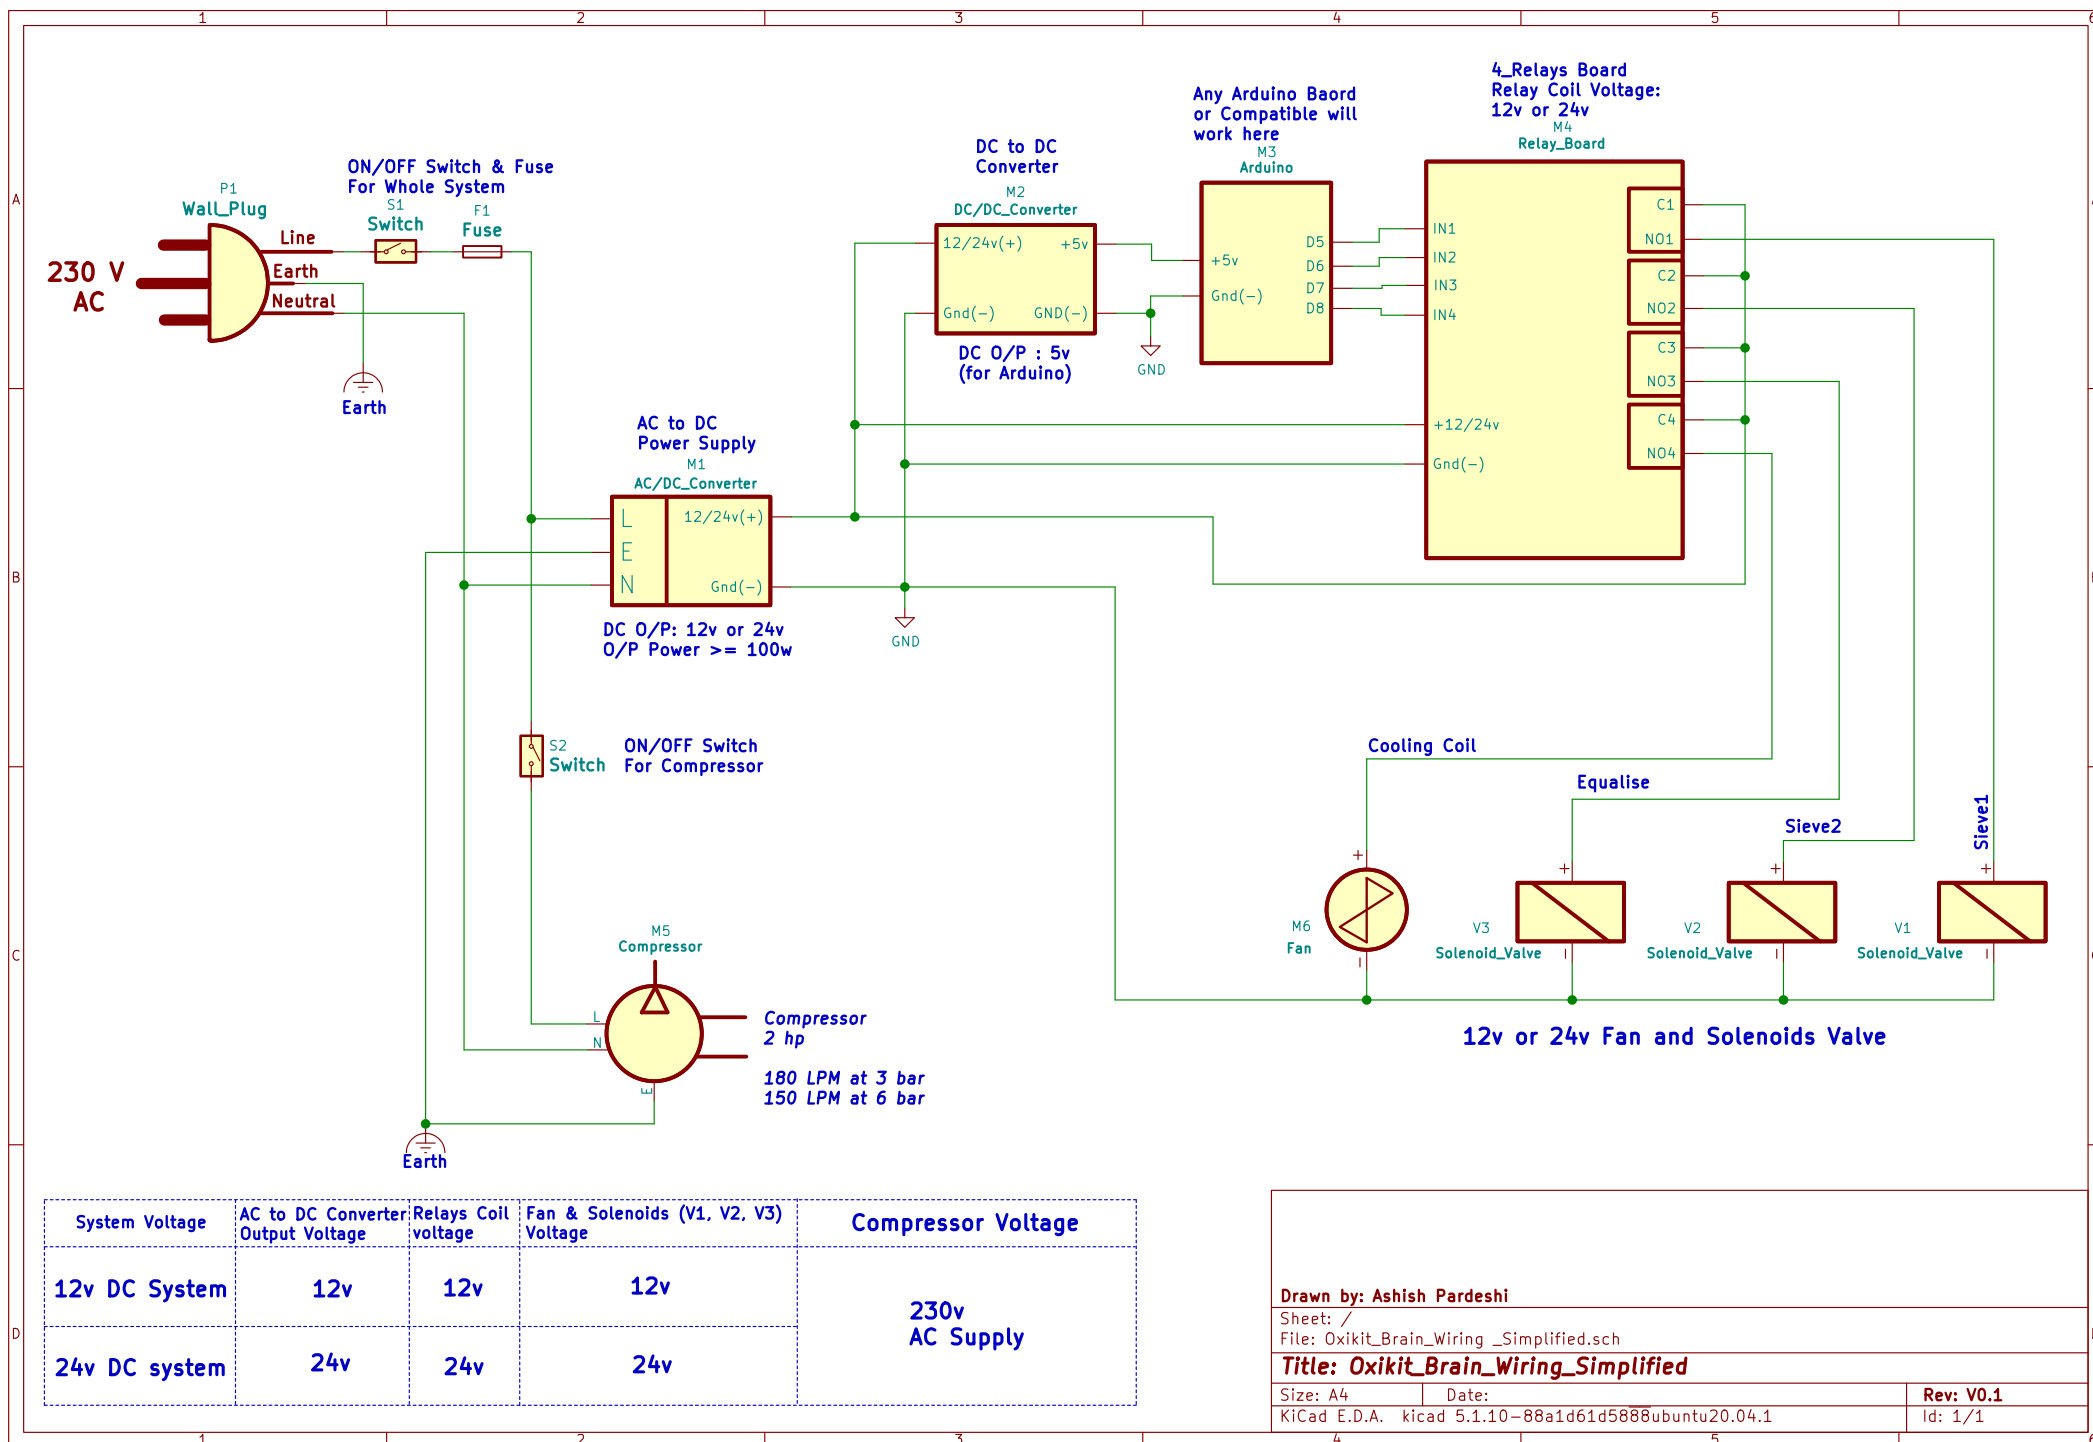 1 2 3 4 5 6
A
B
C
D
ON/OFF Switch & Fuse
For Whole System
P1
Wall_Plug
S1
Switch
F1
Fuse
230 V
AC
Line
Earth
Neutral
Earth
DC to DC
Converter
M2
DC/DC_Converter
12/24v(+)
+5v
Gnd(-)
GND(-)
DC O/P : 5v
(for Arduino)
GND
Any Arduino Baord
or Compatible will
work here
M3
Arduino
+5v
Gnd(-)
D5
D6
D7
D8
4_Relays Board
Relay Coil Voltage:
12v or 24v
M4
Relay_Board
IN1
IN2
IN3
IN4
+12/24v
Gnd(-)
C1
NO1
C2
NO2
C3
NO3
C4
NO4
AC to DC
Power Supply
M1
AC/DC_Converter
L
E
N
12/24v(+)
Gnd(-)
DC O/P: 12v or 24v
O/P Power >= 100w
GND
S2
Switch
ON/OFF Switch
For Compressor
M5
Compressor
L
N
E
Compressor
2 hp
180 LPM at 3 bar
150 LPM at 6 bar
Earth
Cooling Coil
Equalise
Sieve2
Sieve1
+
-
M6
Fan
+
-
V3
Solenoid_Valve
+
-
V2
Solenoid_Valve
+
-
V1
Solenoid_Valve
12v or 24v Fan and Solenoids Valve
System Voltage
AC to DC Converter
Output Voltage
Relays Coil
voltage
Fan & Solenoids (V1, V2, V3)
Voltage
Compressor Voltage
12v DC System
12v
12v
12v
230v
AC Supply
24v DC system
24v
24v
24v
Drawn by: Ashish Pardeshi
Sheet: /
File: Oxikit_Brain_Wiring _Simplified.sch
Title: Oxikit_Brain_Wiring_Simplified
Size: A4
Date:
Rev: V0.1
KiCad E.D.A. kicad 5.1.10-88a1d61d5888ubuntu20.04.1
Id: 1/1
1 2 3 4 5 6